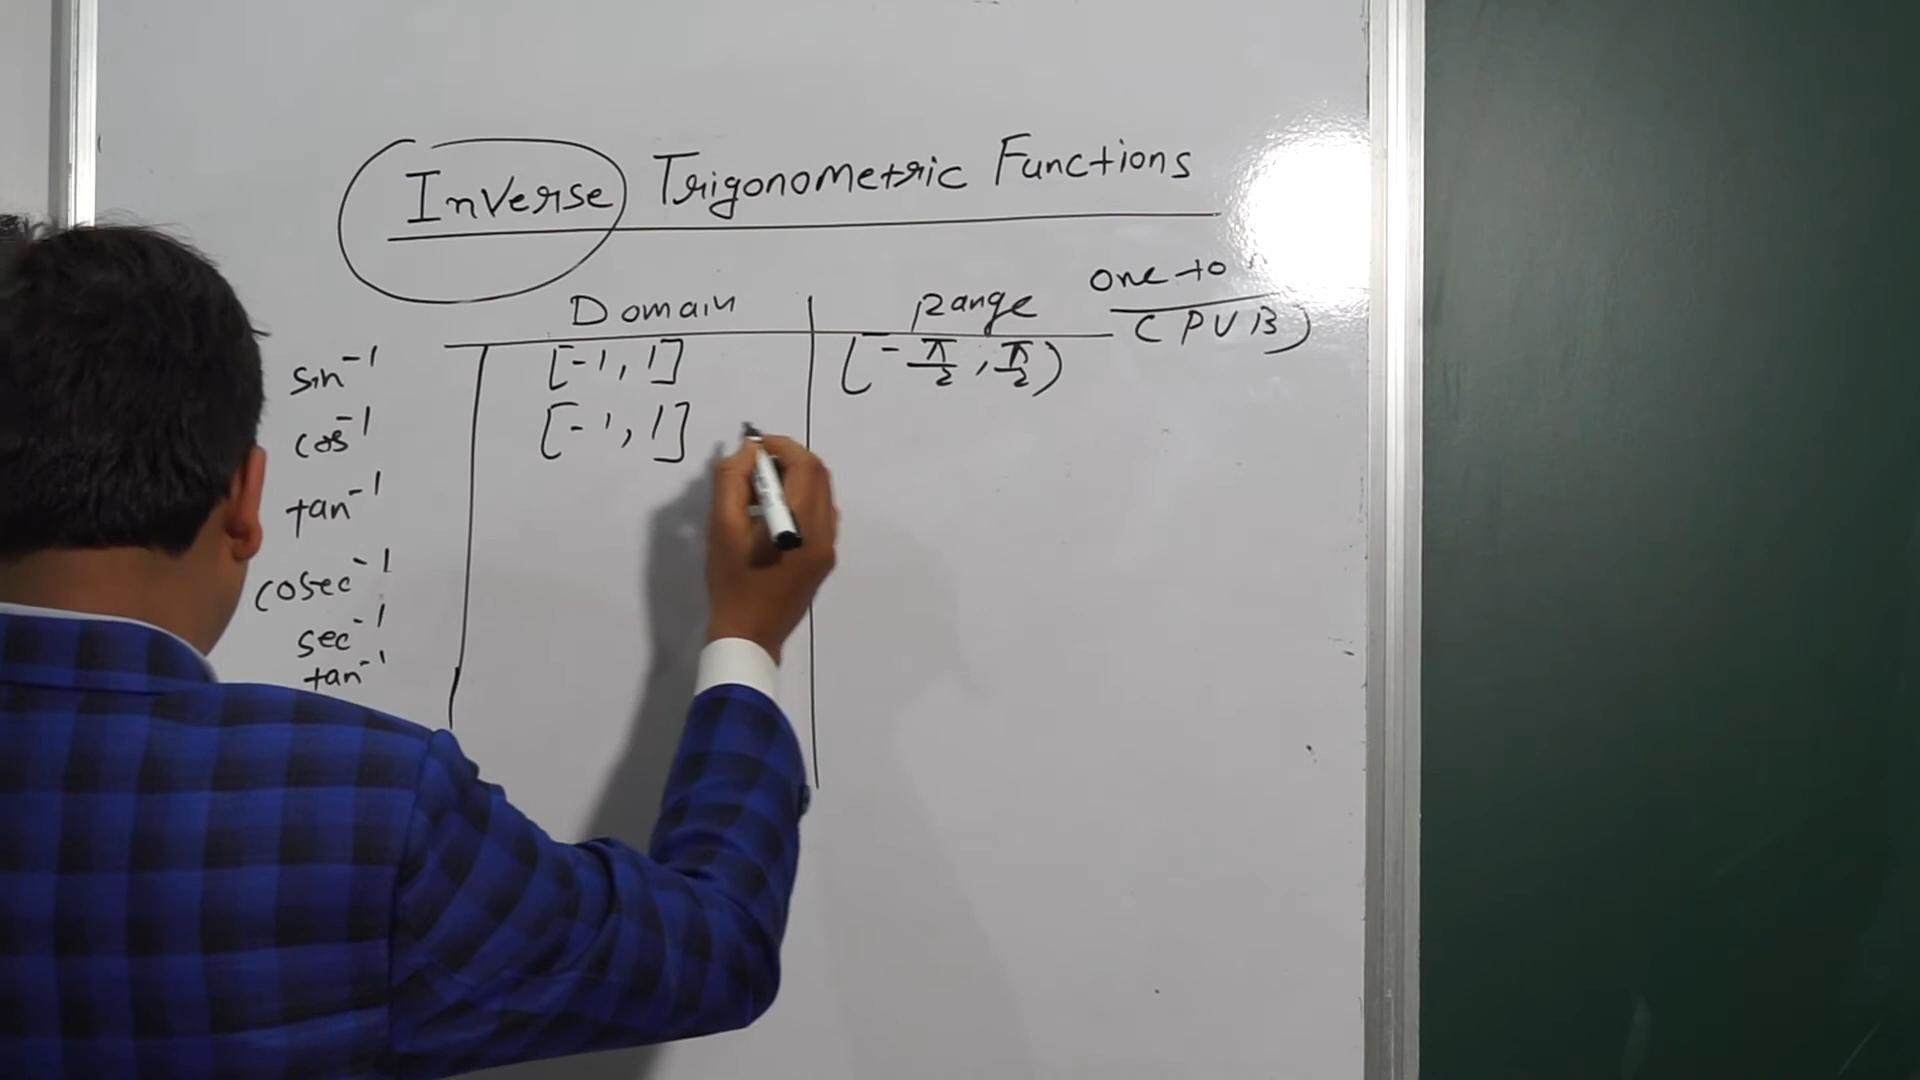 Inverse Trigonometric Functions
Domain Range one to
(PVB)
sin⁻¹ [-1, 1] [-π/2, π/2)
cos⁻¹ [-1, 1]
tan⁻¹
cosec⁻¹
sec⁻¹
tan⁻¹